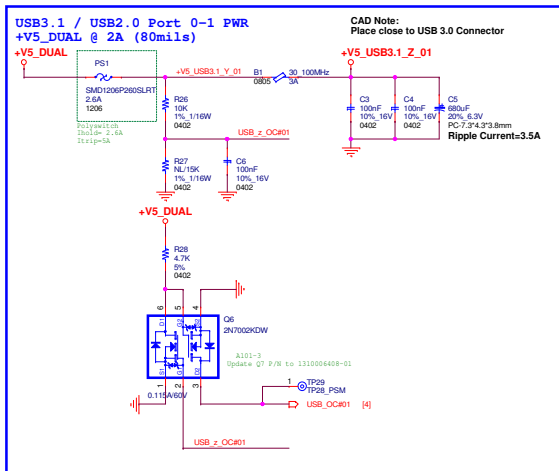 USB3.1 / USB2.0 Port 0-1 PWR
+V5_DUAL @ 2A (80mils)
CAD Note:
Place close to USB 3.0 Connector
+V5_DUAL
PS1
SMD1206P260SLRT
2.6A
1206
Polyswitch
Ihold= 2.6A
Itrip=5A
+V5_USB3.1_Y_01
B1
0805
30_100MHz
3A
+V5_USB3.1_Z_01
R26
10K
1%_1/16W
0402
C3
100nF
10%_16V
0402
C4
100nF
10%_16V
0402
C5
680uF
20%_6.3V
PC-7.3*4.3*3.8mm
Ripple Current=3.5A
USB_z_OC#01
R27
NL/15K
1%_1/16W
0402
C6
100nF
10%_16V
0402
+V5_DUAL
R28
4.7K
5%
0402
6
5
4
D1
G2
S2
Q6
2N7002KDW
A101-3
Update Q7 P/N to 1310006408-01
S1
G1
D2
1
2
3
0.115A/60V
1
TP29
TP28_PSM
USB_OC#01 [4]
USB_z_OC#01